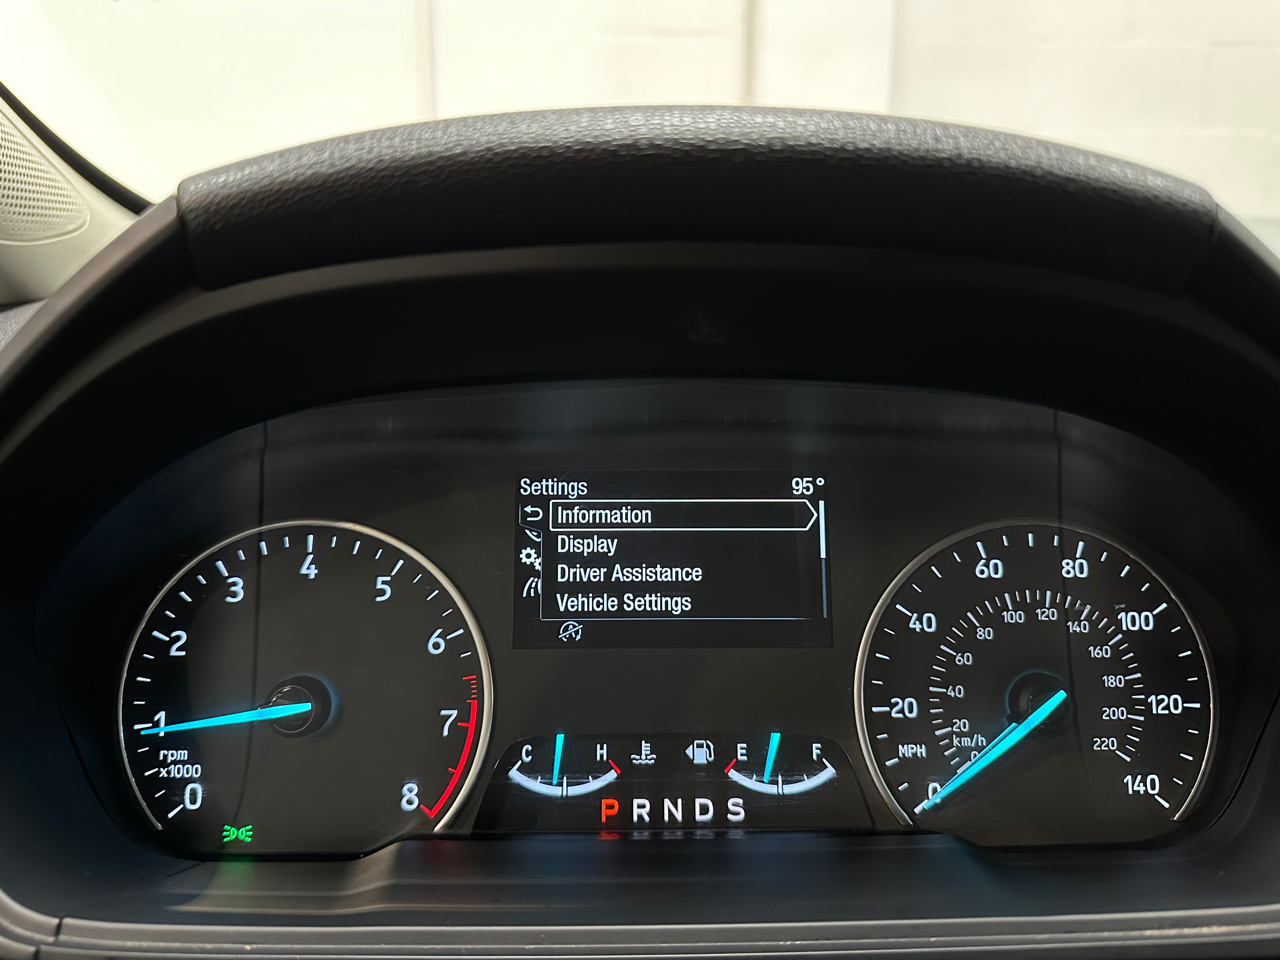 Settings 95°
Information
Display
Driver Assistance
Vehicle Settings
0 1 2 3 4 5 6 7 8
rpm
x1000
C H E F
P R N D S
0 20 40 60 80 100 120 140
MPH
0 20 40 60 80 100 120 140 160 180 200 220
km/h